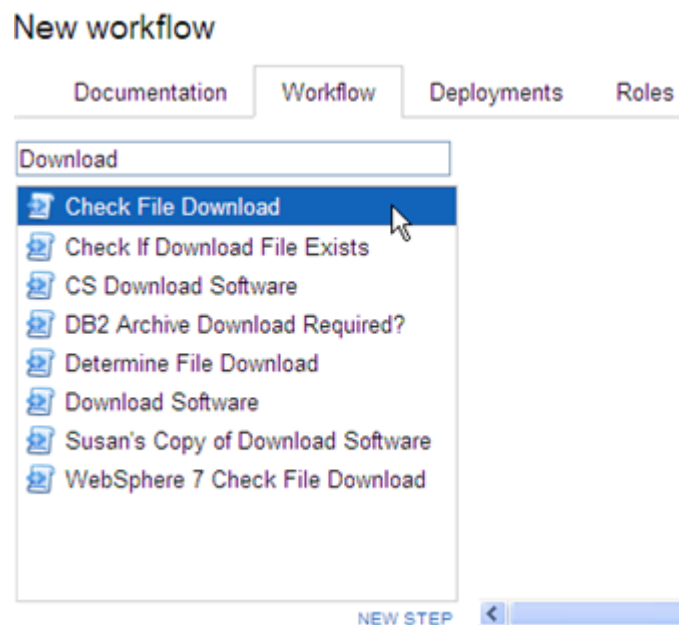 New workflow
Documentation Workflow Deployments Roles
Download
Check File Download
Check If Download File Exists
CS Download Software
DB2 Archive Download Required?
Determine File Download
Download Software
Susan's Copy of Download Software
WebSphere 7 Check File Download
NEW STEP